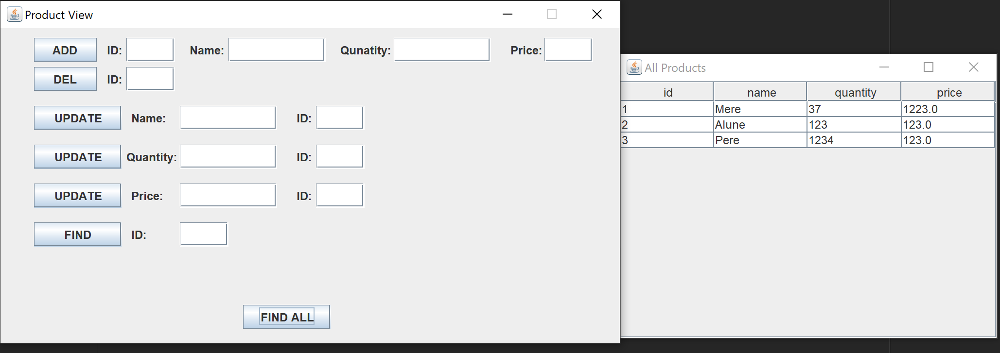 Product View
ADD ID: Name: Qunatity: Price:
DEL ID:
UPDATE Name: ID:
UPDATE Quantity: ID:
UPDATE Price: ID:
FIND ID:
FIND ALL
All Products
id name quantity price
1 Mere 37 1223.0
2 Alune 123 123.0
3 Pere 1234 123.0